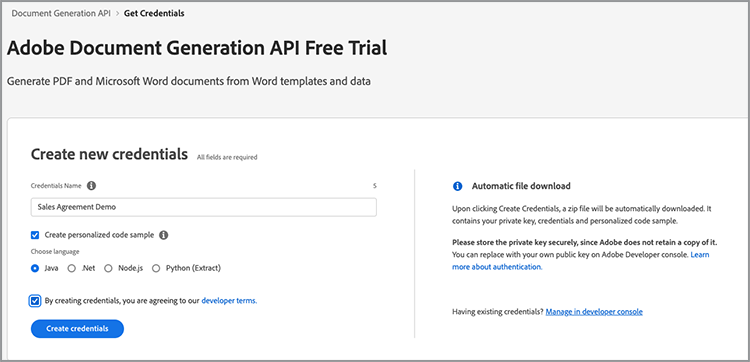 Document Generation API > Get Credentials
Adobe Document Generation API Free Trial
Generate PDF and Microsoft Word documents from Word templates and data
Create new credentials All fields are required
Credentials Name 5
Sales Agreement Demo
Create personalized code sample
Choose language
Java .Net Node.js Python (Extract)
By creating credentials, you are agreeing to our developer terms.
Create credentials
Automatic file download
Upon clicking Create Credentials, a zip file will be automatically downloaded. It
contains your private key, credentials and personalized code sample.
Please store the private key securely, since Adobe does not retain a copy of it.
You can replace with your own public key on Adobe Developer console. Learn
more about authentication.
Having existing credentials? Manage in developer console